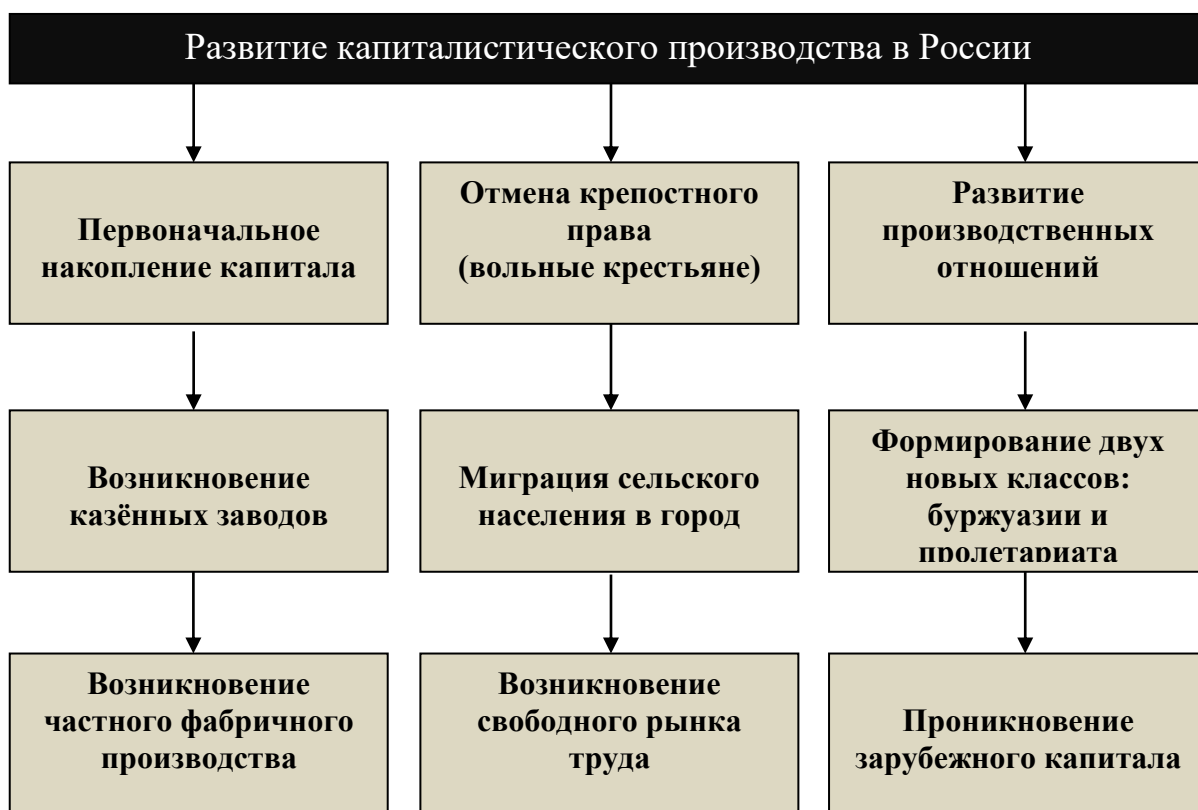 Развитие капиталистического производства в России
Первоначальное
накопление капитала
Отмена крепостного
права
(вольные крестьяне)
Развитие
производственных
отношений
Возникновение
казённых заводов
Миграция сельского
населения в город
Формирование двух
новых классов:
буржуазии и
пролетариата
Возникновение
частного фабричного
производства
Возникновение
свободного рынка
труда
Проникновение
зарубежного капитала